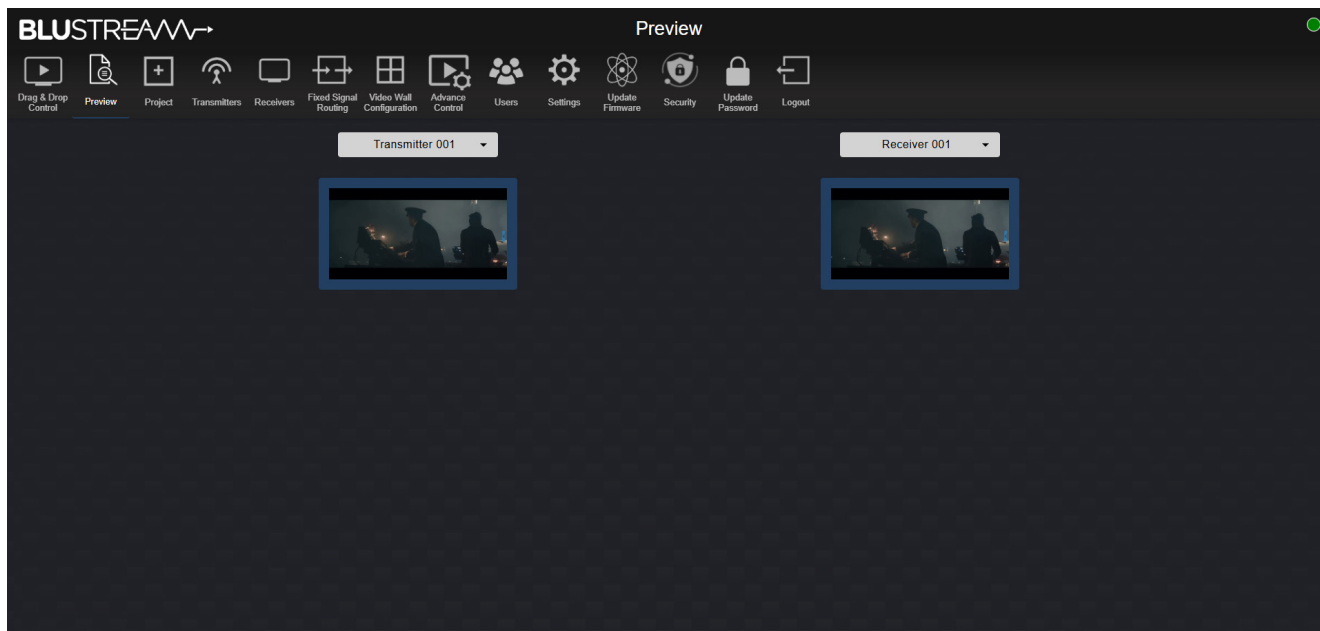 BLUSTREAM
Preview
Drag & Drop
Control
Preview
Project
Transmitters
Receivers
Fixed Signal
Routing
Video Wall
Configuration
Advance
Control
Users
Settings
Update
Firmware
Security
Update
Password
Logout
Transmitter 001
Receiver 001